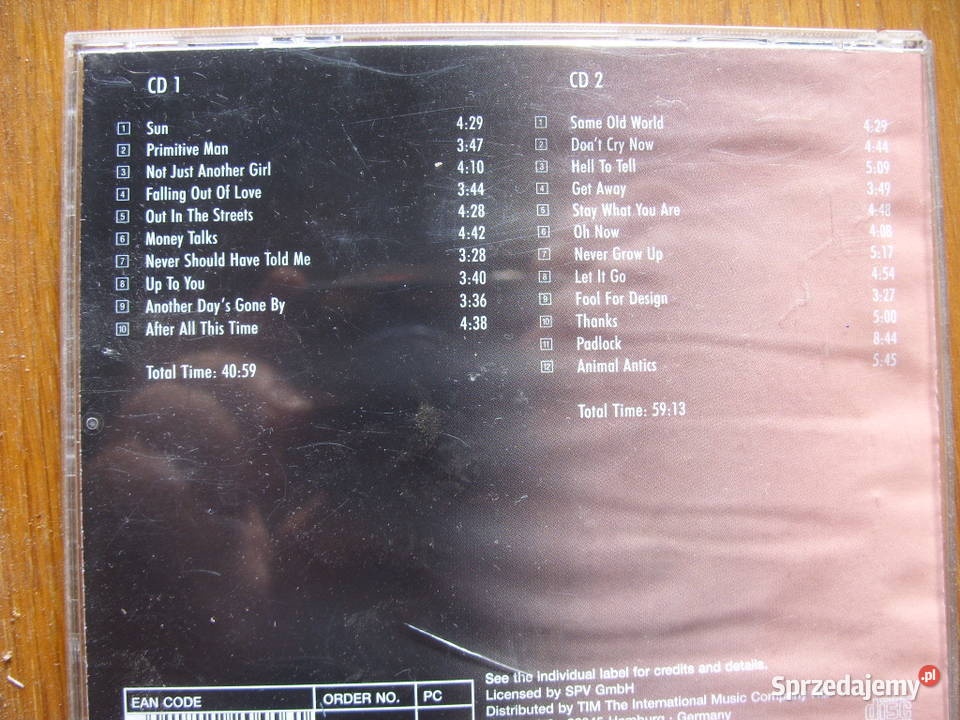 CD 1
1 Sun 4:29
2 Primitive Man 3:47
3 Not Just Another Girl 4:10
4 Falling Out Of Love 3:44
5 Out In The Streets 4:28
6 Money Talks 4:42
7 Never Should Have Told Me 3:28
8 Up To You 3:40
9 Another Day's Gone By 3:36
10 After All This Time 4:38
Total Time: 40:59
CD 2
1 Same Old World 4:29
2 Don't Cry Now 4:44
3 Hell To Tell 5:09
4 Get Away 3:49
5 Stay What You Are 4:48
6 Oh Now 4:08
7 Never Grow Up 5:17
8 Let It Go 4:54
9 Fool For Design 3:27
10 Thanks 5:00
11 Padlock 8:44
12 Animal Antics 5:45
Total Time: 59:13
EAN CODE ORDER NO. PC
See the individual label for credits and details.
Licensed by SPV GmbH
Distributed by TIM The International Music Company
Hamburg · Germany
disc
Sprzedajemy.pl